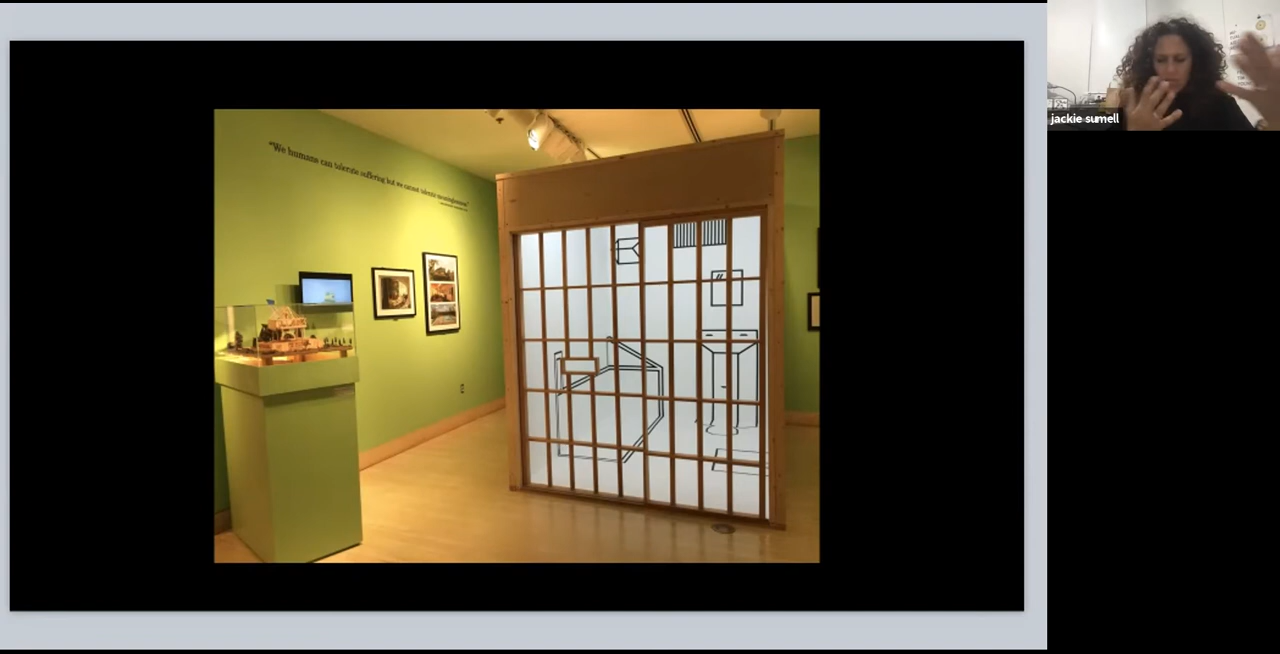 "We humans can tolerate suffering but we cannot tolerate meaninglessness"
jackie sumell